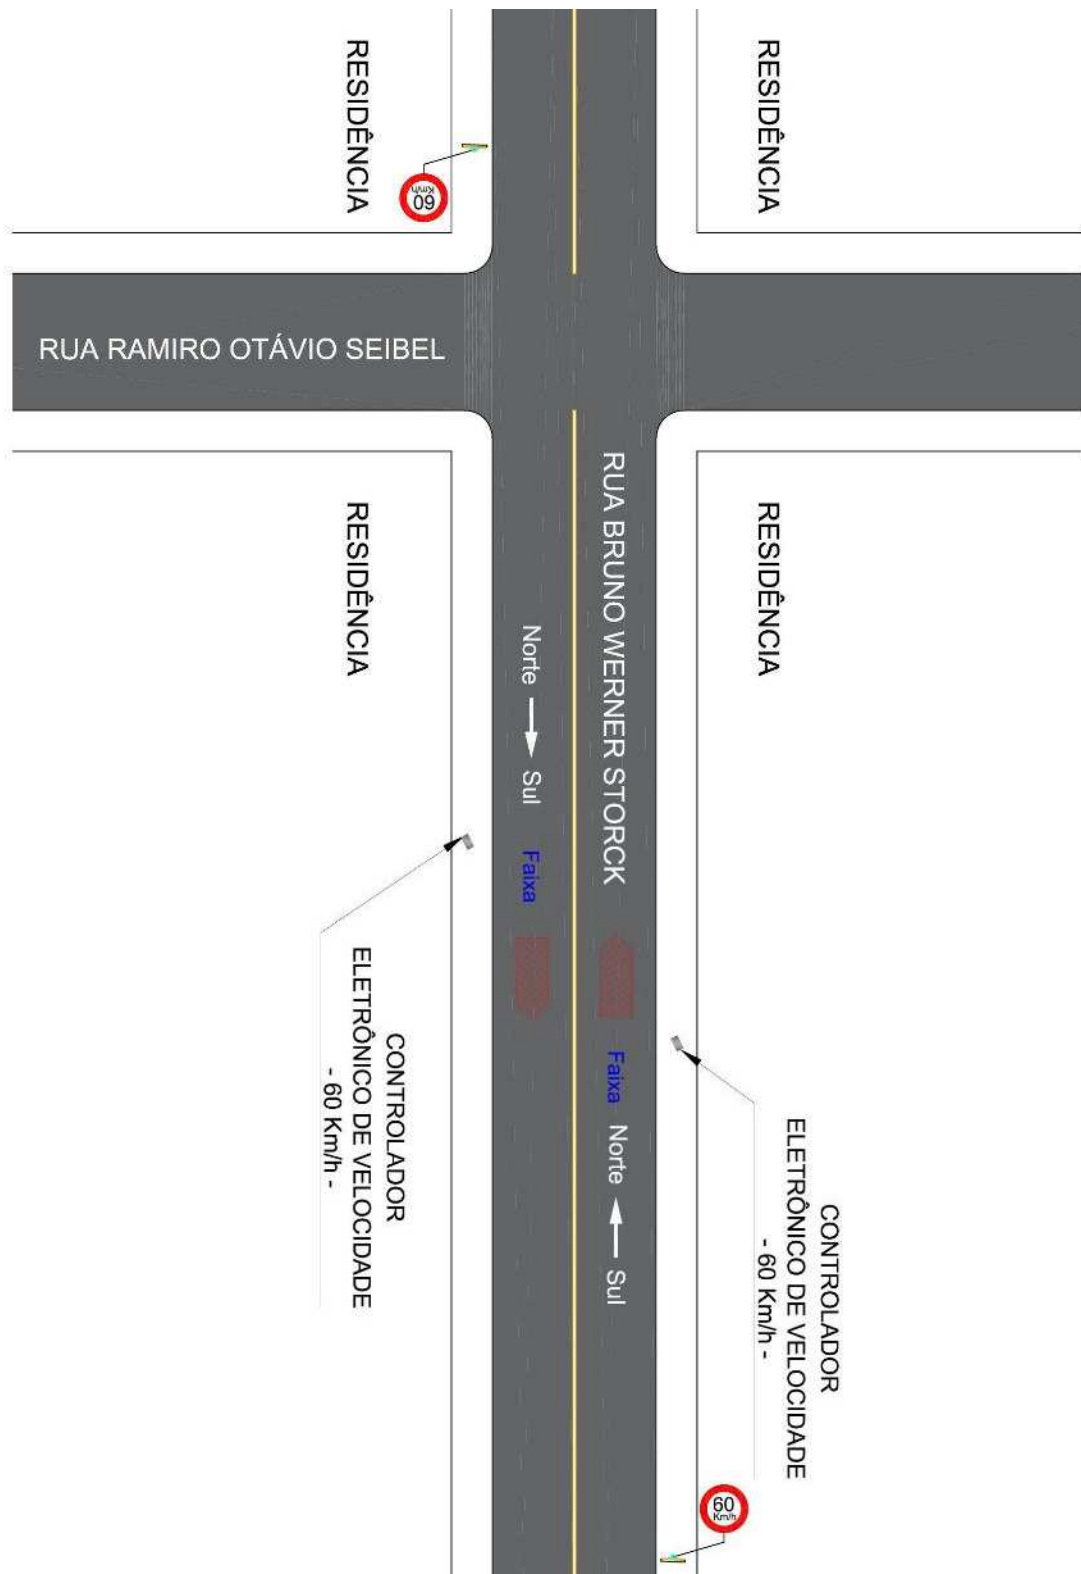 RESIDÊNCIA
RESIDÊNCIA
60
Km/h
RUA RAMIRO OTÁVIO SEIBEL
RUA BRUNO WERNER STORCK
RESIDÊNCIA
RESIDÊNCIA
Norte
Sul
Faixa
CONTROLADOR
ELETRÔNICO DE VELOCIDADE
- 60 Km/h -
Faixa
Norte
Sul
CONTROLADOR
ELETRÔNICO DE VELOCIDADE
- 60 Km/h -
60
Km/h